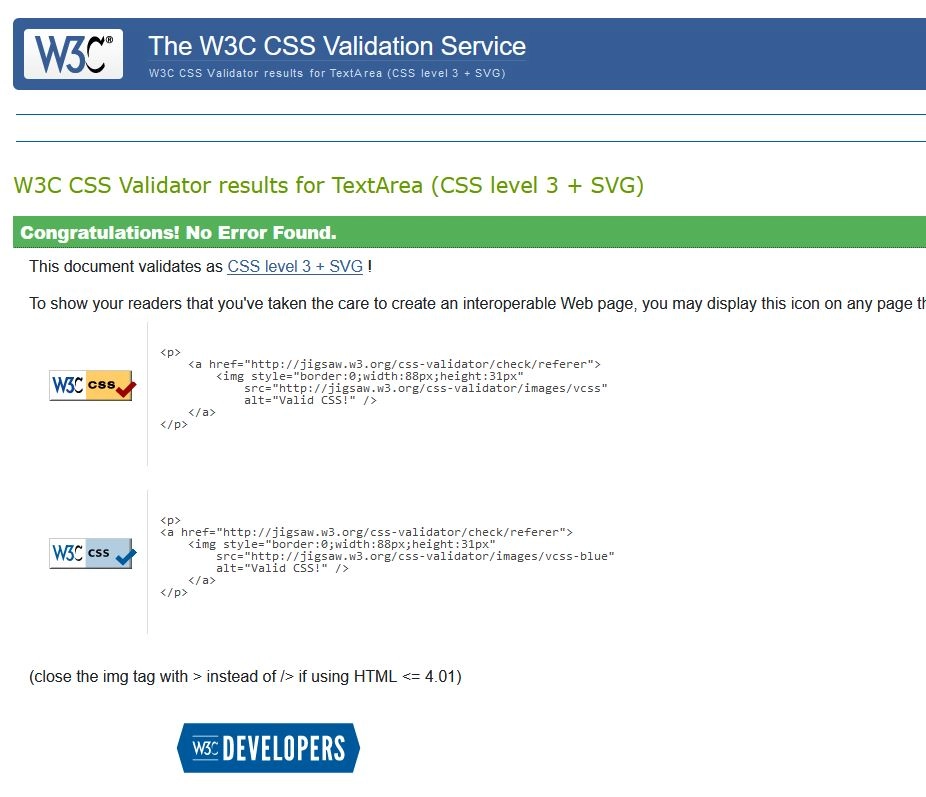 W3C®
The W3C CSS Validation Service
W3C CSS Validator results for TextArea (CSS level 3 + SVG)
W3C CSS Validator results for TextArea (CSS level 3 + SVG)
Congratulations! No Error Found.
This document validates as CSS level 3 + SVG !
To show your readers that you've taken the care to create an interoperable Web page, you may display this icon on any page
W3C css
<p>
    <a href="http://jigsaw.w3.org/css-validator/check/referer">
        <img style="border:0;width:88px;height:31px"
            src="http://jigsaw.w3.org/css-validator/images/vcss"
            alt="Valid CSS!" />
    </a>
</p>
W3C css
<p>
<a href="http://jigsaw.w3.org/css-validator/check/referer">
    <img style="border:0;width:88px;height:31px"
        src="http://jigsaw.w3.org/css-validator/images/vcss-blue"
        alt="Valid CSS!" />
    </a>
</p>
(close the img tag with > instead of /> if using HTML <= 4.01)
W3C DEVELOPERS